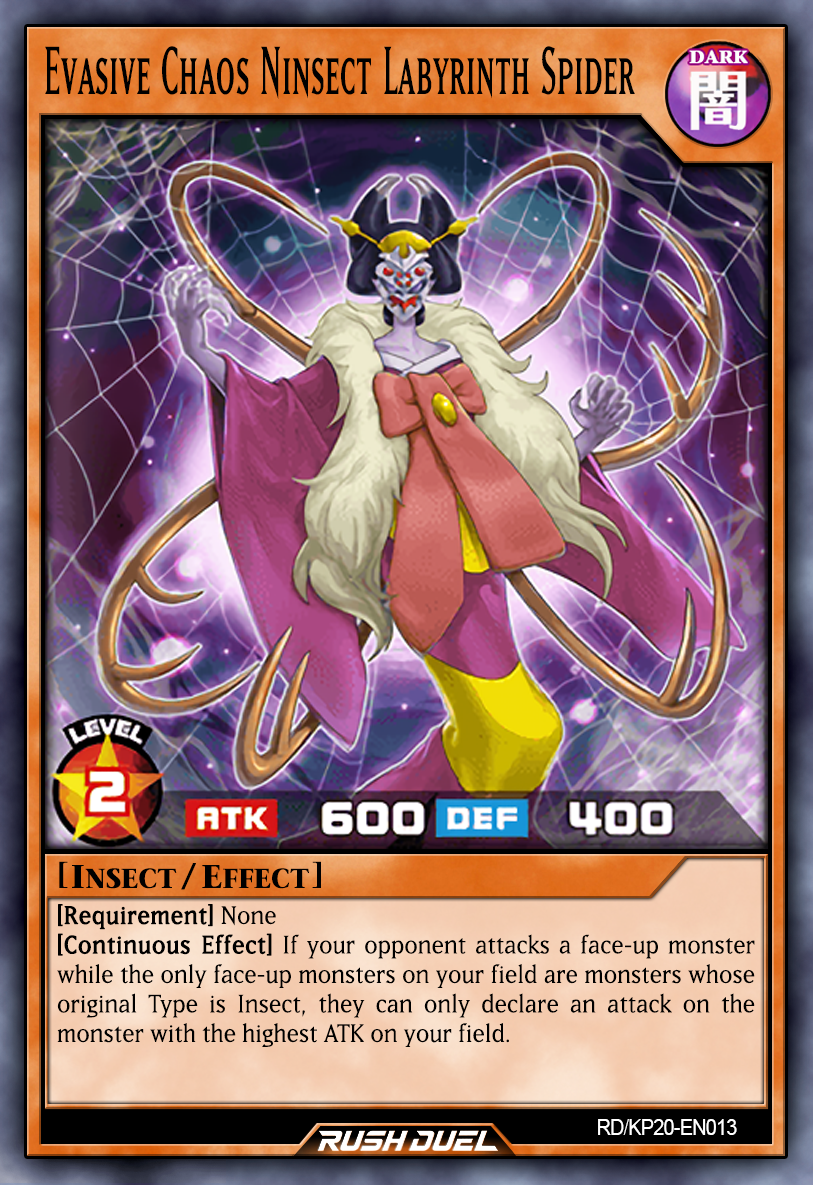 Evasive Chaos Ninsect Labyrinth Spider
DARK
闇
LEVEL
2
ATK 600 DEF 400
[Insect / Effect]
[Requirement] None
[Continuous Effect] If your opponent attacks a face-up monster
while the only face-up monsters on your field are monsters whose
original Type is Insect, they can only declare an attack on the
monster with the highest ATK on your field.
RD/KP20-EN013
RUSH DUEL